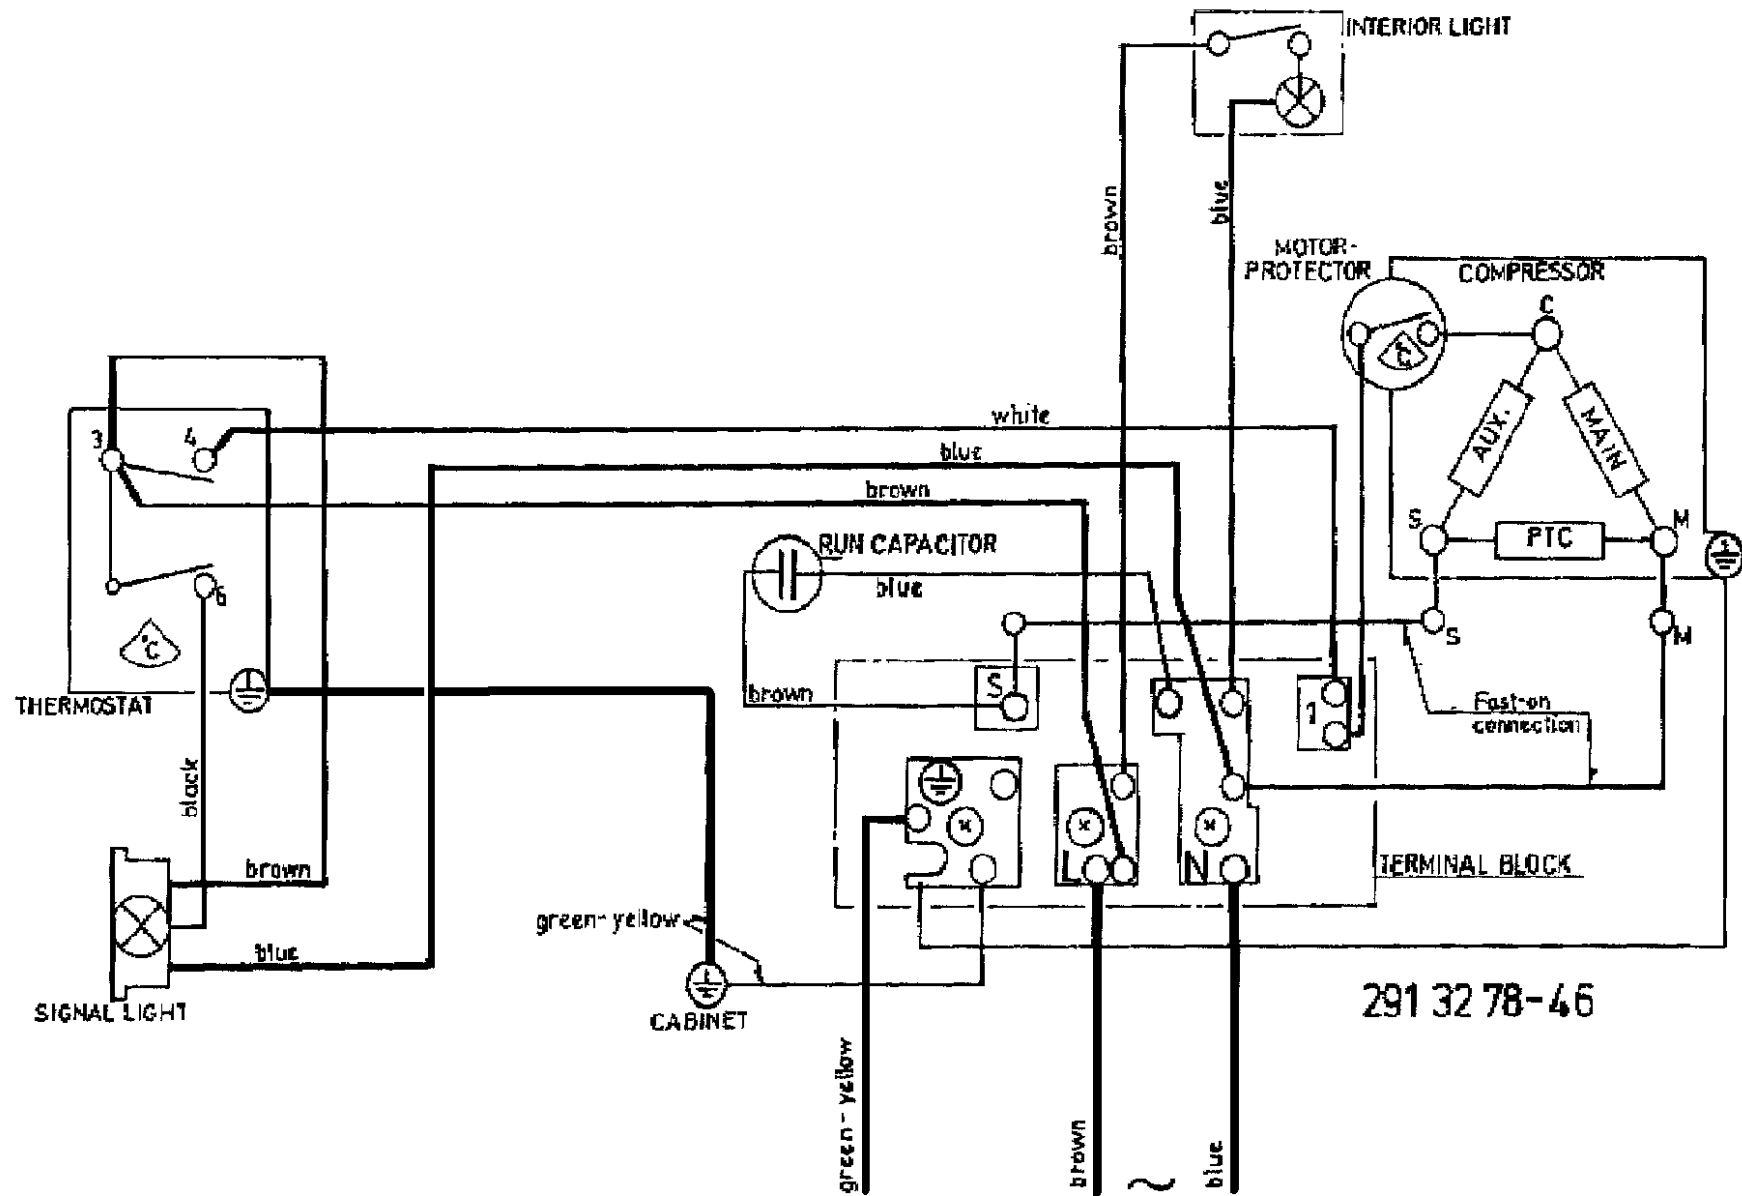 INTERIOR LIGHT
brown
blue
MOTOR-
PROTECTOR
COMPRESSOR
C
°C
AUX.
MAIN
S
PTC
M
S
M
3
4
white
blue
brown
RUN CAPACITOR
blue
6
°C
THERMOSTAT
brown
S
1
Fast-on
connection
black
brown
blue
SIGNAL LIGHT
L
N
TERMINAL BLOCK
green-yellow
CABINET
291 32 78-46
green-yellow
brown
~
blue